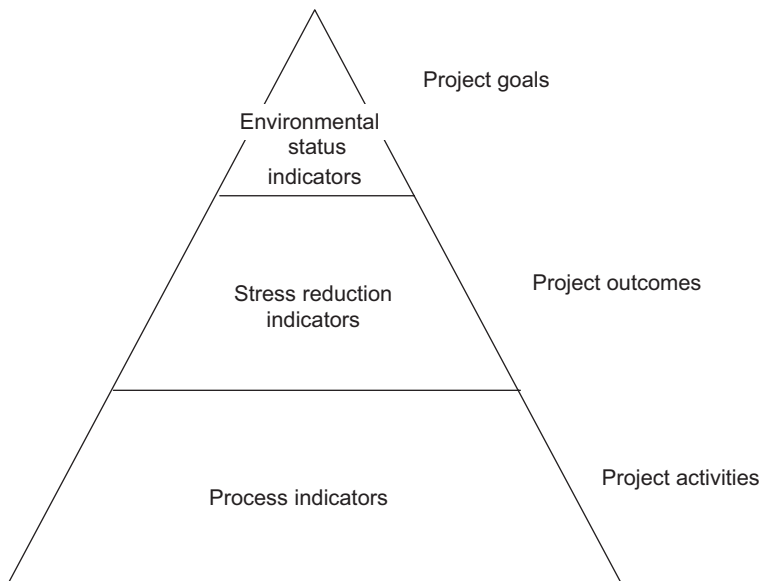 Project goals
Environmental
status
indicators
Project outcomes
Stress reduction
indicators
Project activities
Process indicators